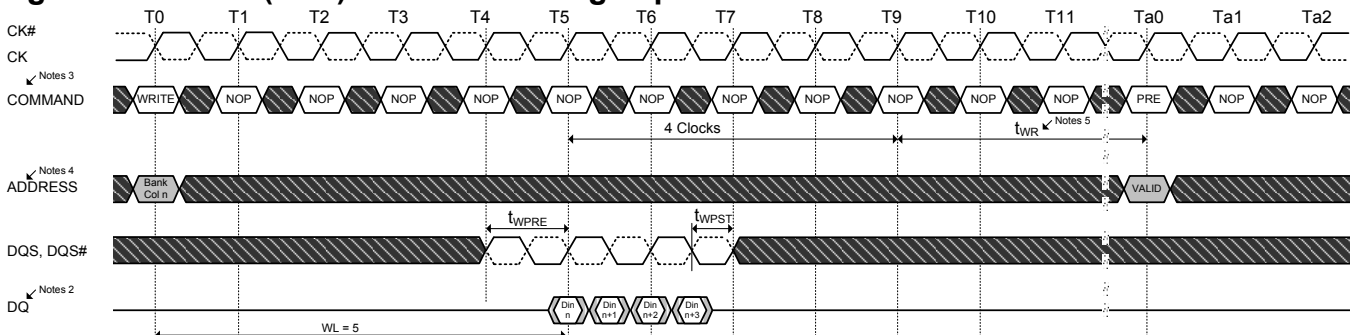 T0 T1 T2 T3 T4 T5 T6 T7 T8 T9 T10 T11 Ta0 Ta1 Ta2
CK#
CK
Notes 3
COMMAND WRITE NOP NOP NOP NOP NOP NOP NOP NOP NOP NOP NOP PRE NOP NOP
4 Clocks tWR Notes 5
Notes 4
ADDRESS Bank Col n VALID
tWPRE tWPST
DQS, DQS#
Notes 2
DQ Din n Din n+1 Din n+2 Din n+3
WL = 5